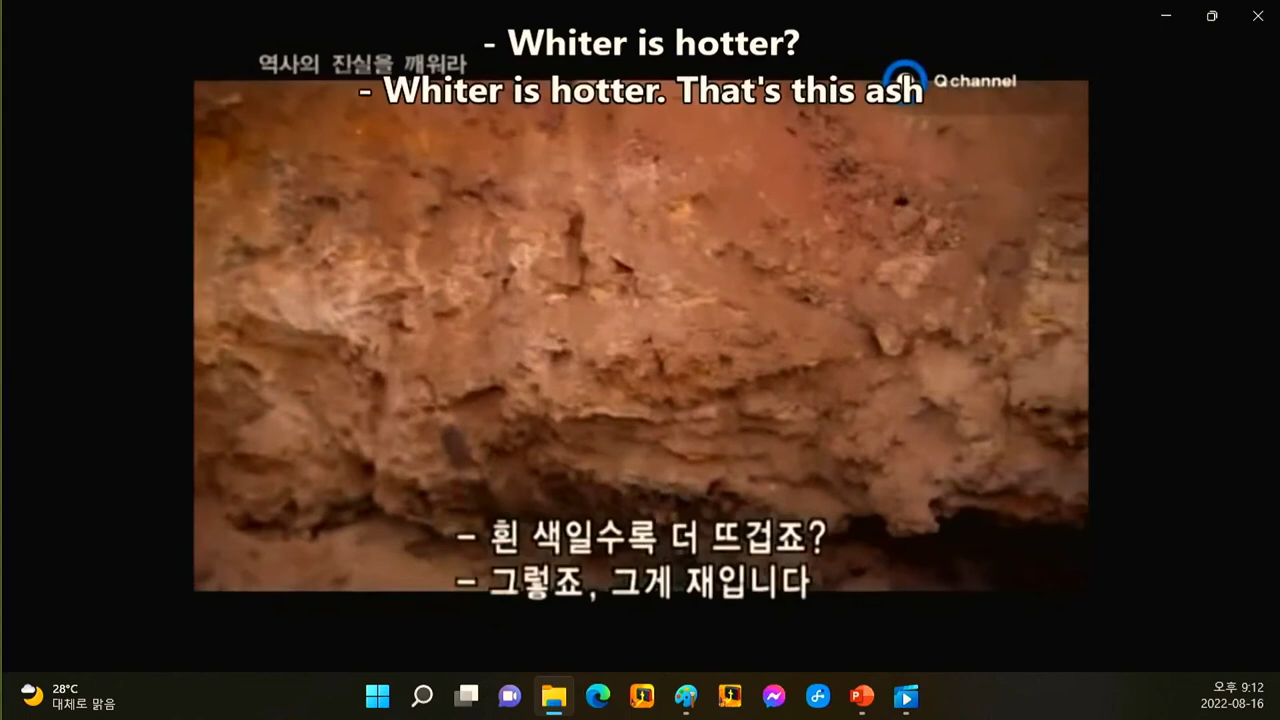 - Whiter is hotter?
역사의 진실을 깨워라
Q channel
- Whiter is hotter. That's this ash
- 흰 색일수록 더 뜨겁죠?
- 그렇죠, 그게 재입니다
28°C
대체로 맑음
오후 9:12
2022-08-16